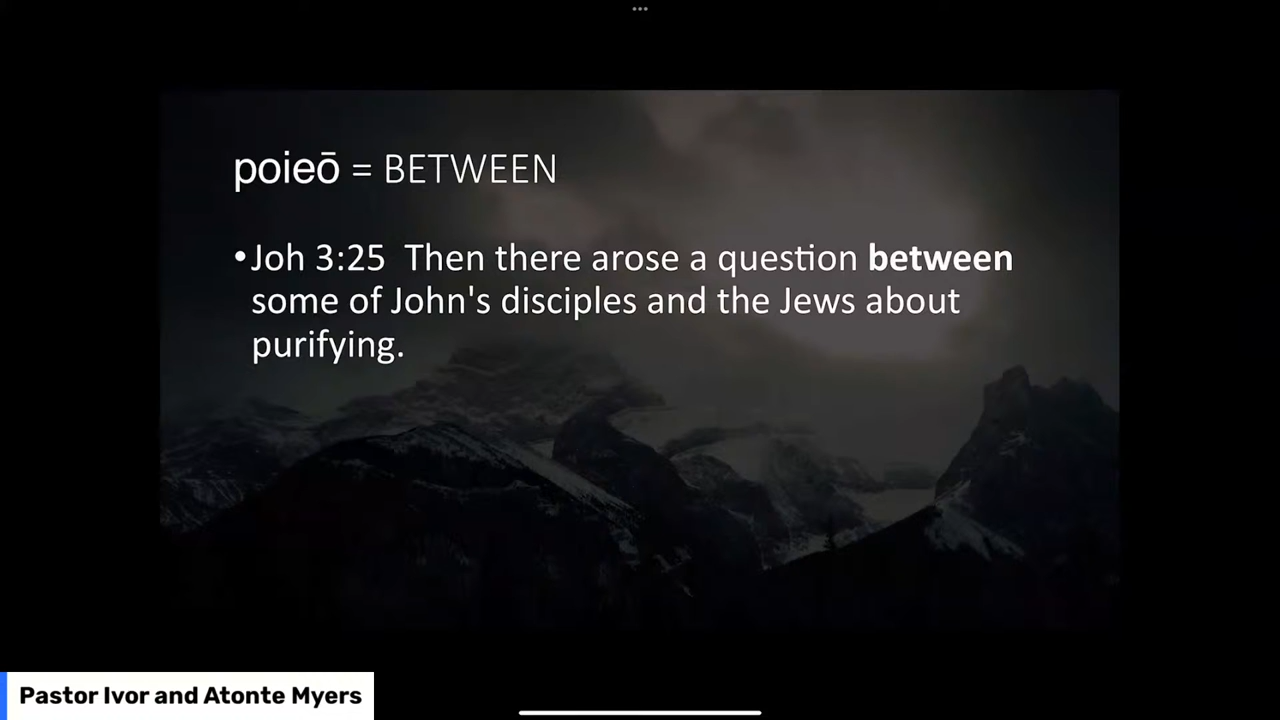 poieō = BETWEEN
•Joh 3:25 Then there arose a question between
some of John's disciples and the Jews about
purifying.
Pastor Ivor and Atonte Myers